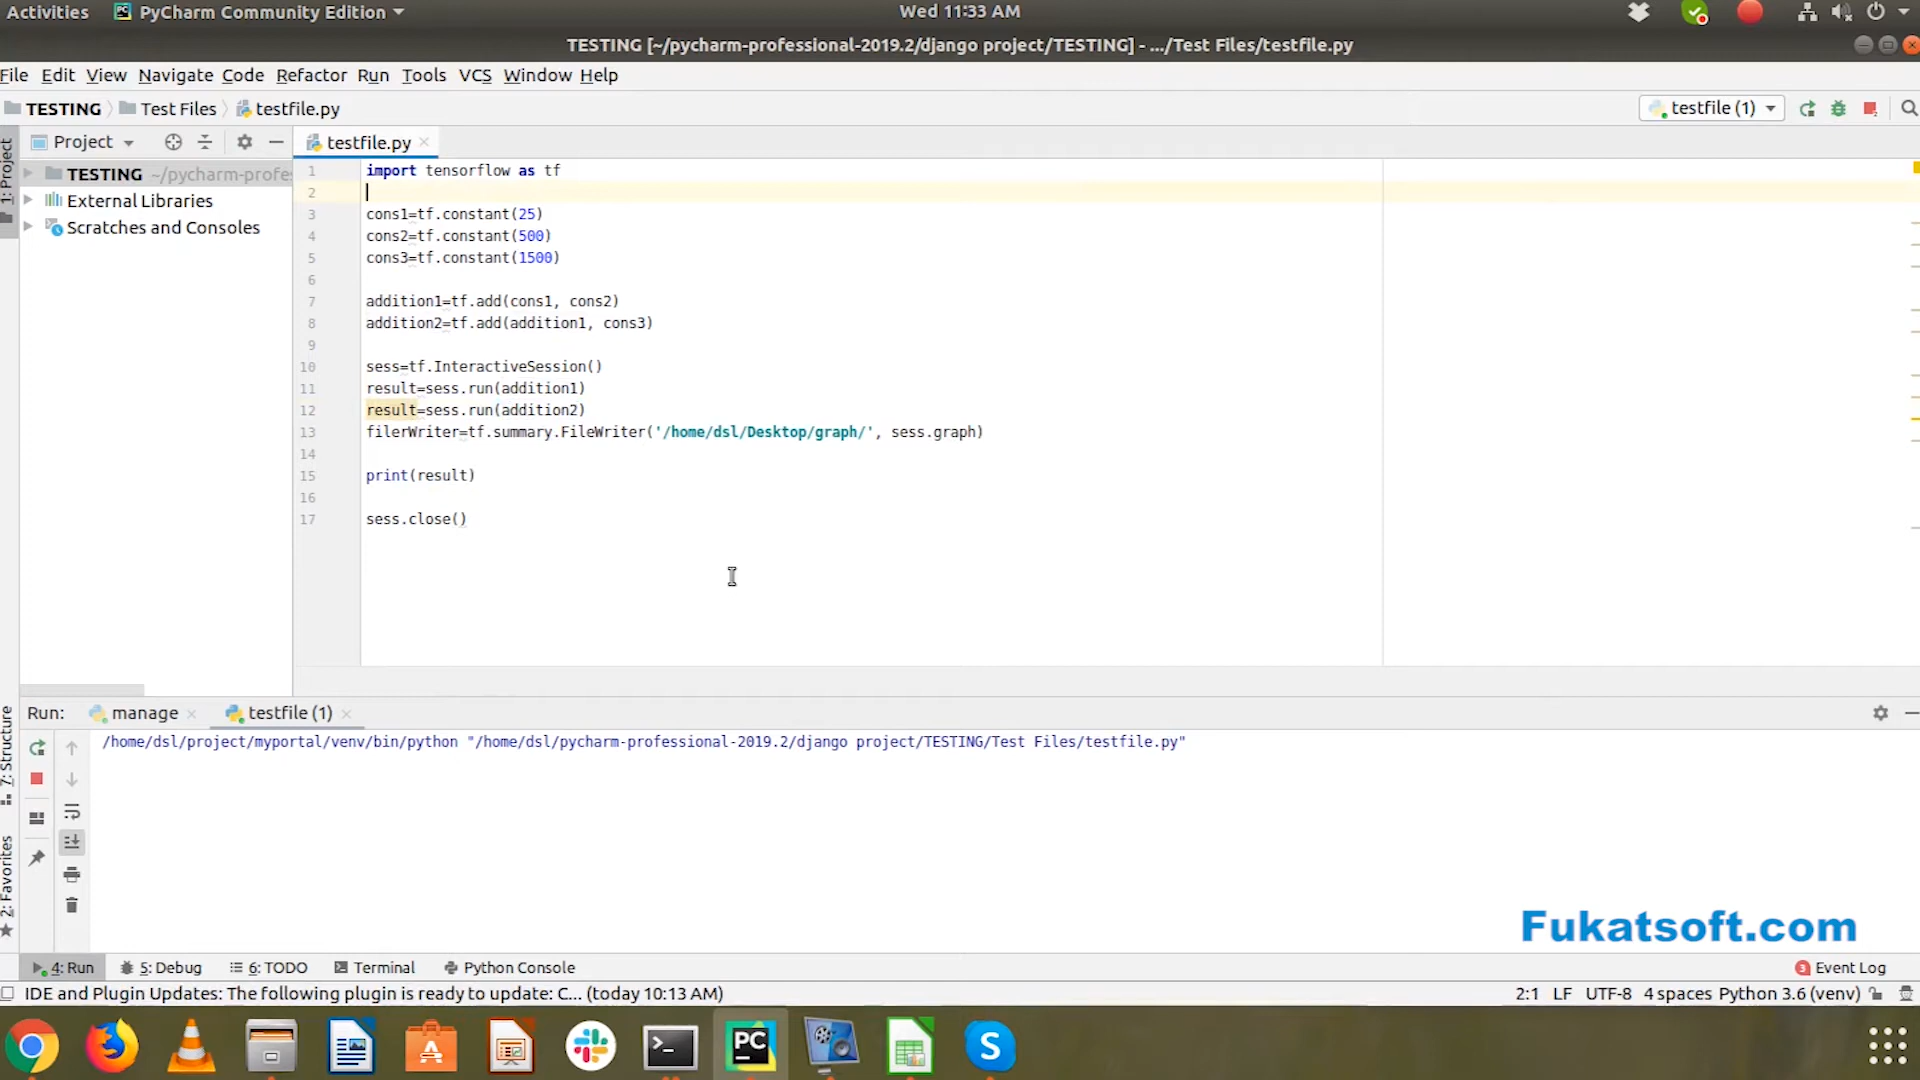 Activities PyCharm Community Edition Wed 11:33 AM
TESTING [~/pycharm-professional-2019.2/django project/TESTING] - .../Test Files/testfile.py
File Edit View Navigate Code Refactor Run Tools VCS Window Help
TESTING Test Files testfile.py testfile (1)
1: Project
Project testfile.py
TESTING ~/pycharm-profes
External Libraries
Scratches and Consoles
1 import tensorflow as tf
2
3 cons1=tf.constant(25)
4 cons2=tf.constant(500)
5 cons3=tf.constant(1500)
6
7 addition1=tf.add(cons1, cons2)
8 addition2=tf.add(addition1, cons3)
9
10 sess=tf.InteractiveSession()
11 result=sess.run(addition1)
12 result=sess.run(addition2)
13 filerWriter=tf.summary.FileWriter('/home/dsl/Desktop/graph/', sess.graph)
14
15 print(result)
16
17 sess.close()
Run: manage testfile (1)
/home/dsl/project/myportal/venv/bin/python "/home/dsl/pycharm-professional-2019.2/django project/TESTING/Test Files/testfile.py"
7: Structure
2: Favorites
Fukatsoft.com
4: Run 5: Debug 6: TODO Terminal Python Console 3 Event Log
IDE and Plugin Updates: The following plugin is ready to update: C... (today 10:13 AM) 2:1 LF UTF-8 4 spaces Python 3.6 (venv)
PC